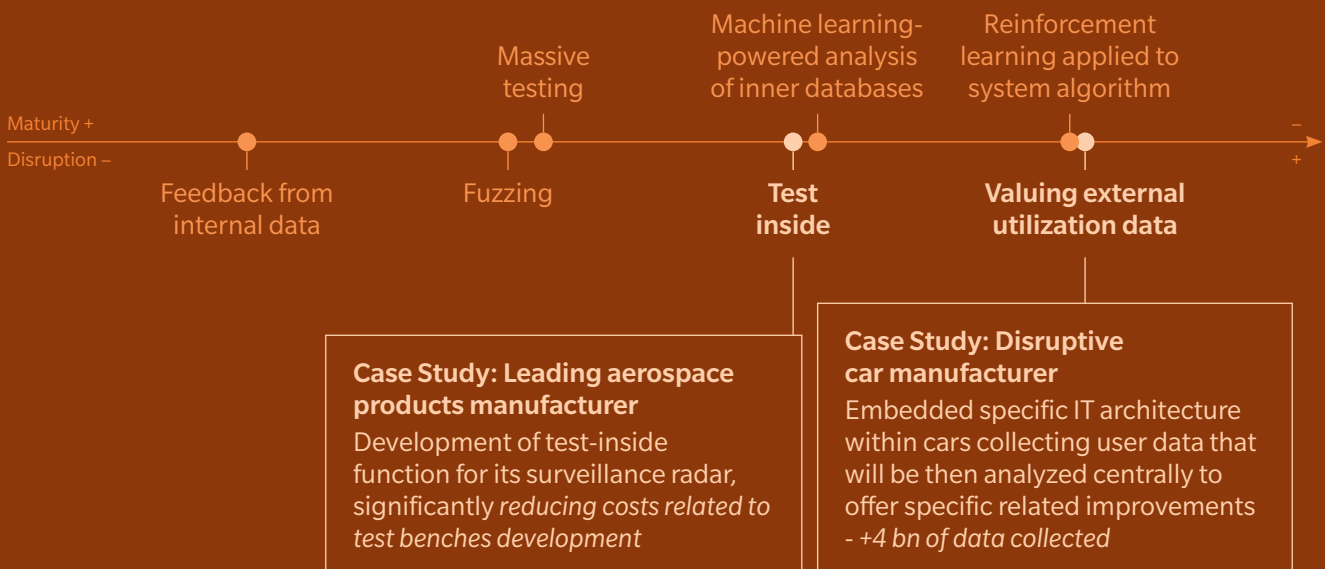 Machine learning-
powered analysis
of inner databases
Reinforcement
learning applied to
system algorithm
Massive
testing
Maturity +
–
Disruption –
+
Feedback from
internal data
Fuzzing
Test
inside
Valuing external
utilization data
Case Study: Leading aerospace
products manufacturer
Development of test-inside
function for its surveillance radar,
significantly reducing costs related to
test benches development
Case Study: Disruptive
car manufacturer
Embedded specific IT architecture
within cars collecting user data that
will be then analyzed centrally to
offer specific related improvements
- +4 bn of data collected